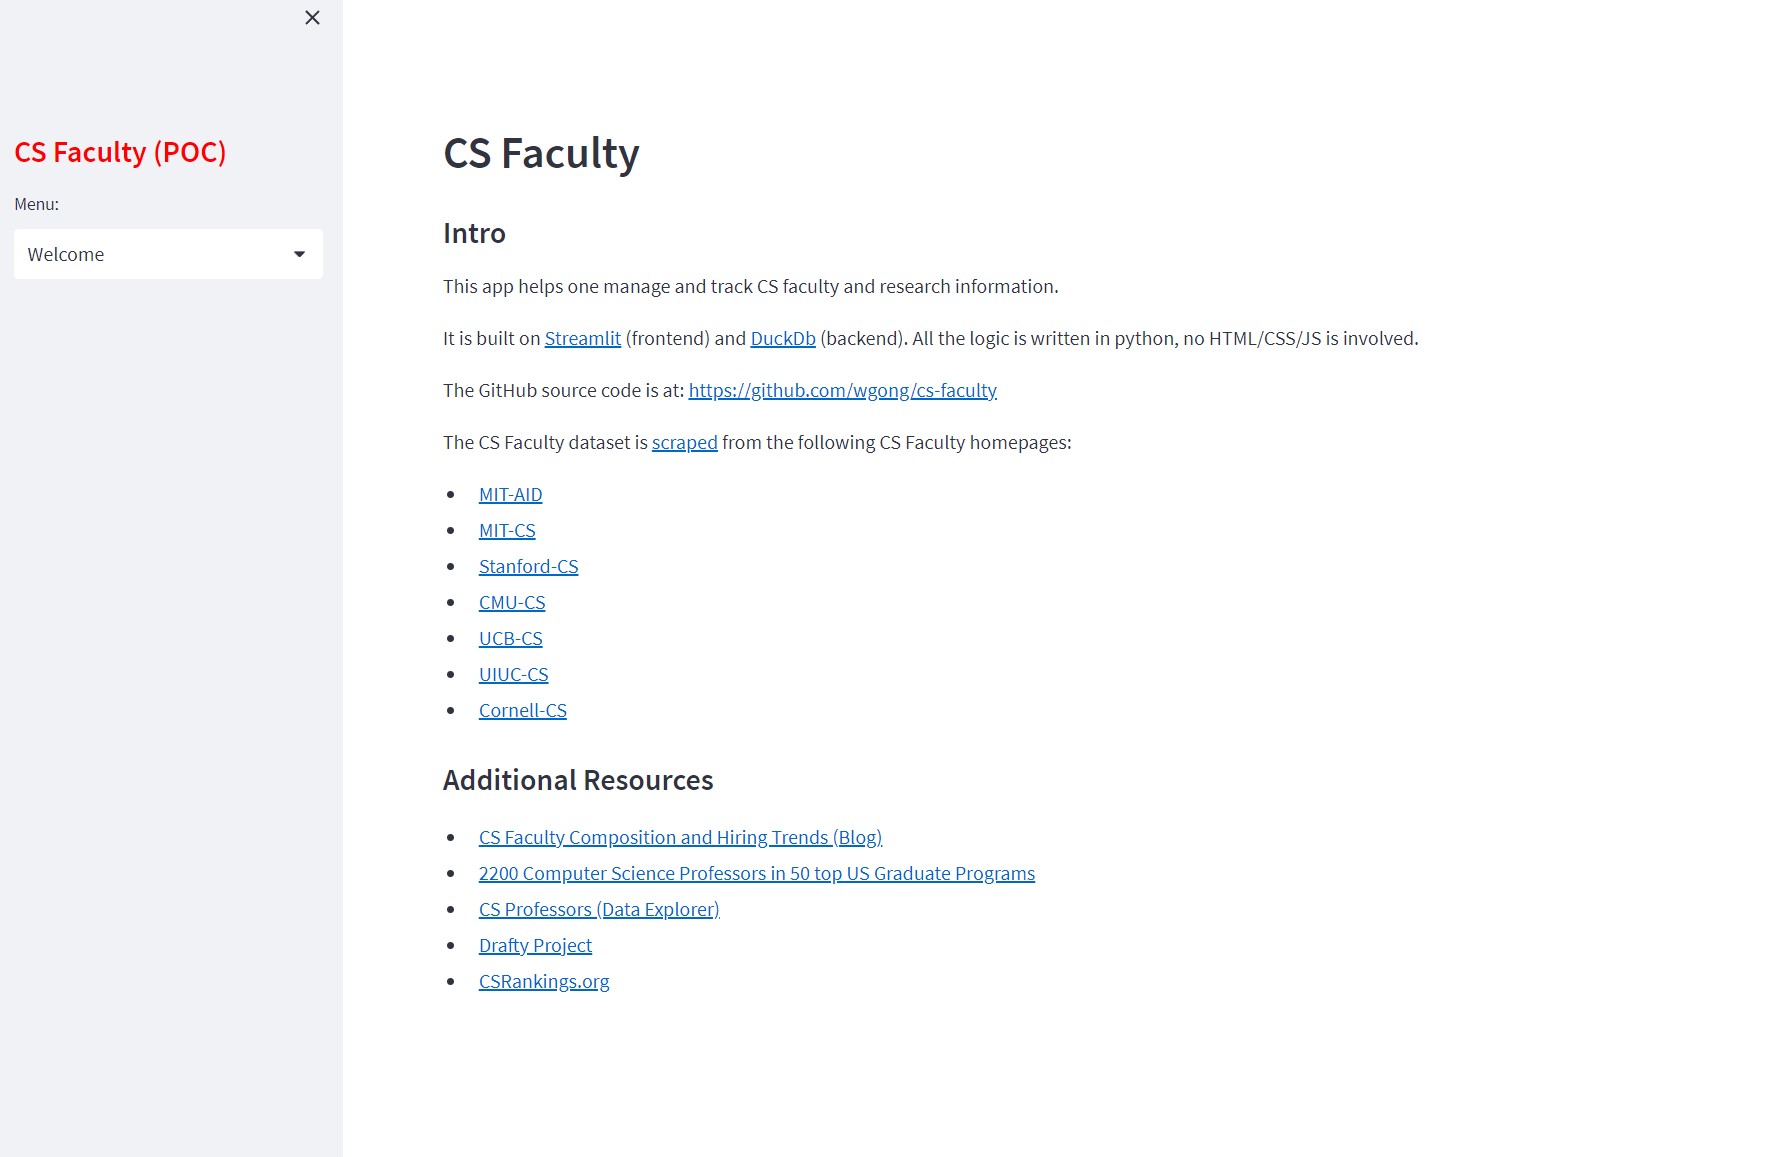 CS Faculty (POC)
Menu:
Welcome
CS Faculty
Intro
This app helps one manage and track CS faculty and research information.
It is built on Streamlit (frontend) and DuckDb (backend). All the logic is written in python, no HTML/CSS/JS is involved.
The GitHub source code is at: https://github.com/wgong/cs-faculty
The CS Faculty dataset is scraped from the following CS Faculty homepages:
MIT-AID
MIT-CS
Stanford-CS
CMU-CS
UCB-CS
UIUC-CS
Cornell-CS
Additional Resources
CS Faculty Composition and Hiring Trends (Blog)
2200 Computer Science Professors in 50 top US Graduate Programs
CS Professors (Data Explorer)
Drafty Project
CSRankings.org